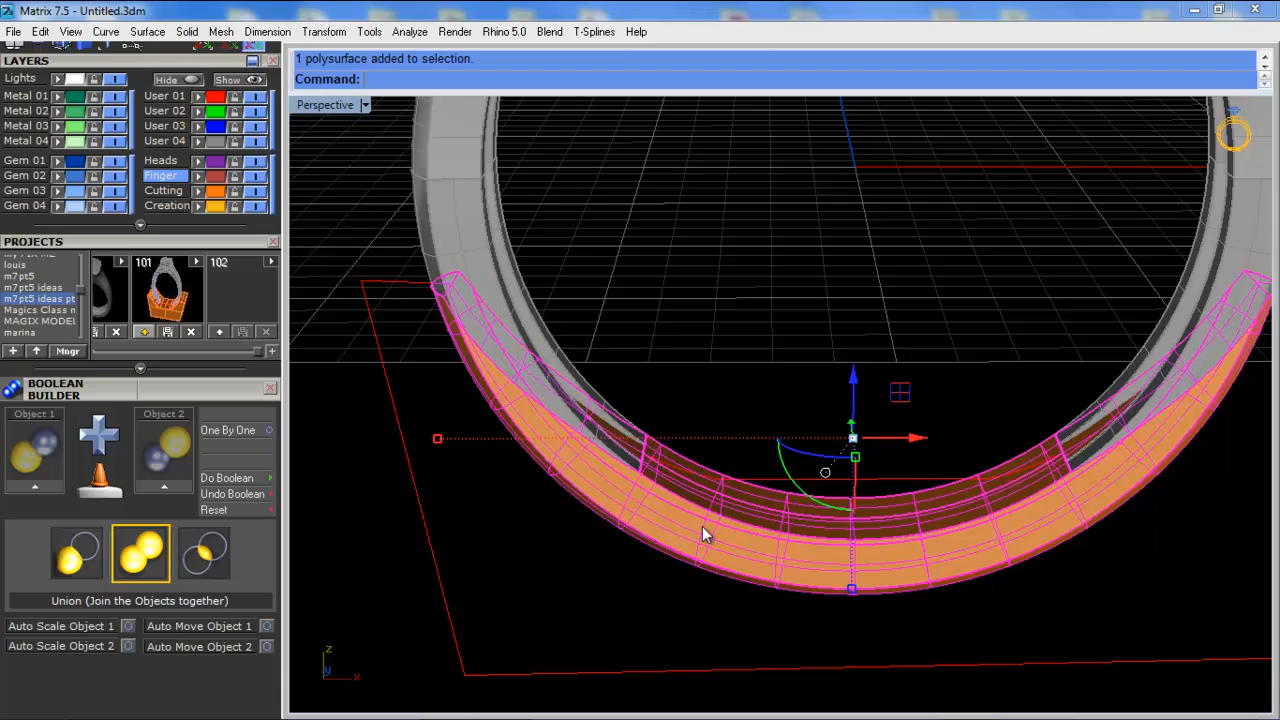 Matrix 7.5 - Untitled.3dm
File Edit View Curve Surface Solid Mesh Dimension Transform Tools Analyze Render Rhino 5.0 Blend T-Splines Help
LAYERS
1 polysurface added to selection.
Command:
Perspective
Lights Hide Show
Metal 01 User 01
Metal 02 User 02
Metal 03 User 03
Metal 04 User 04
Gem 01 Heads
Gem 02 Finger
Gem 03 Cutting
Gem 04 Creation
PROJECTS
louis
m7pt5
m7pt5 ideas
m7pt5 ideas pt
Magics Class n
MAGIX MODEL
marina
101 102
Mngr
BOOLEAN
BUILDER
Object 1 Object 2
One By One
Do Boolean
Undo Boolean
Reset
Union (Join the Objects together)
Auto Scale Object 1 Auto Move Object 1
Auto Scale Object 2 Auto Move Object 2
z
y
x